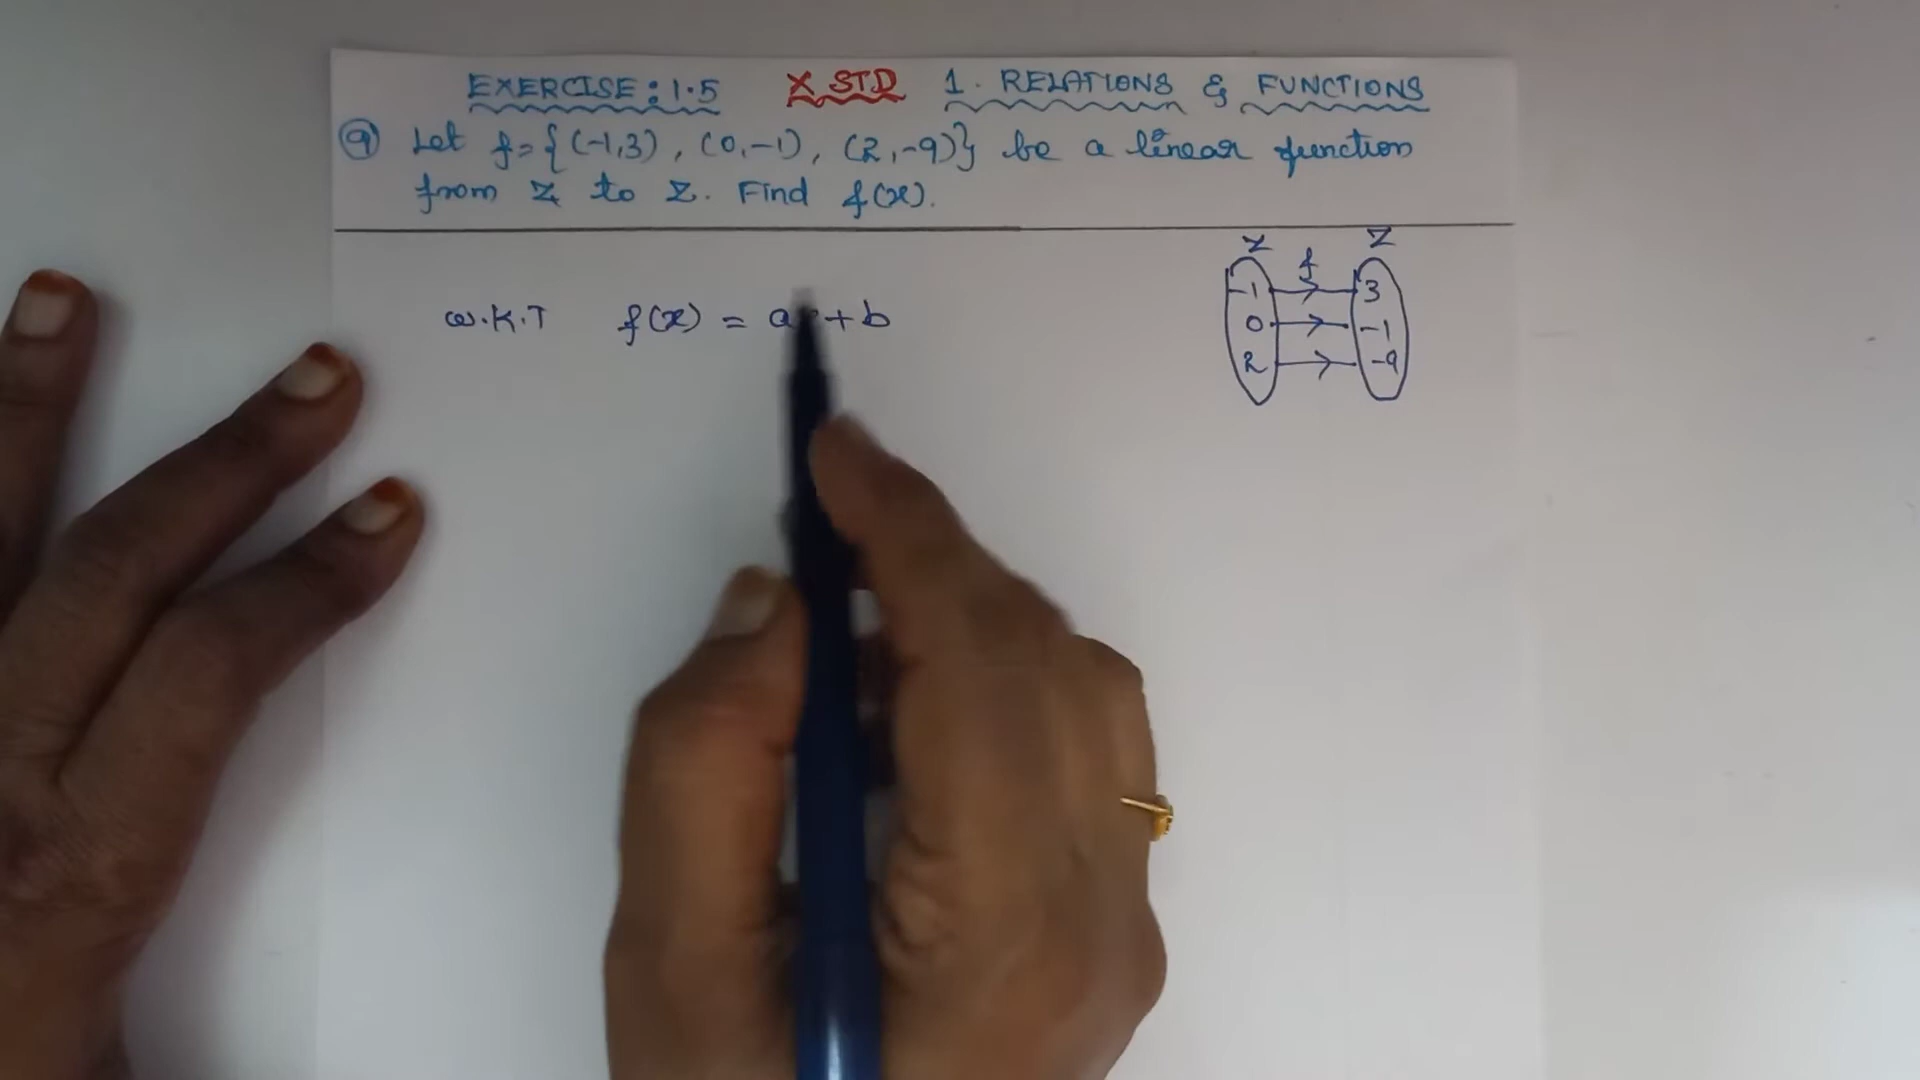 EXERCISE: 1.5 X STD 1. RELATIONS & FUNCTIONS
9 Let f={(-1,3), (0,-1), (2,-9)} be a linear function
from Z to Z. Find f(x).
Z f Z
-1 3
0 -1
2 -9
W.K.T f(x) = a + b